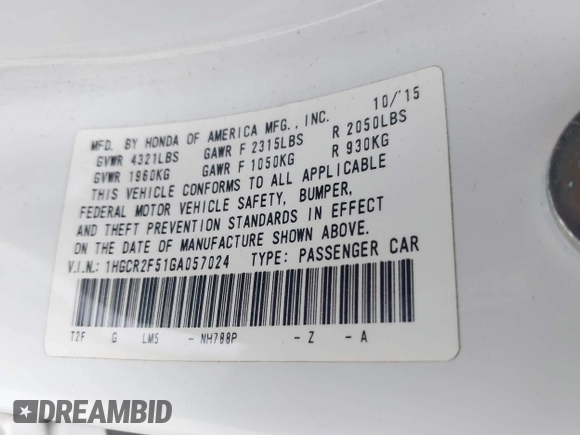 MFD. BY HONDA OF AMERICA MFG., INC. 10/15
GVWR 4321LBS GAWR F 2315LBS R 2050LBS
GVWR 1960KG GAWR F 1050KG R 930KG
THIS VEHICLE CONFORMS TO ALL APPLICABLE
FEDERAL MOTOR VEHICLE SAFETY, BUMPER,
AND THEFT PREVENTION STANDARDS IN EFFECT
ON THE DATE OF MANUFACTURE SHOWN ABOVE.
V.I.N.: 1HGCR2F51GA057024 TYPE: PASSENGER CAR
T2F G LM5 - NH788P - Z - A
DREAMBID